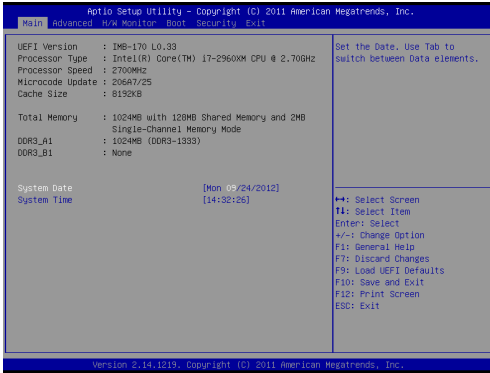 Aptio Setup Utility – Copyright (C) 2011 American Megatrends, Inc.
Main Advanced H/W Monitor Boot Security Exit
UEFI Version : IMB-170 L0.33
Processor Type : Intel(R) Core(TM) i7-2960XM CPU @ 2.70GHz
Processor Speed : 2700MHz
Microcode Update : 206A7/25
Cache Size : 8192KB
Total Memory : 1024MB with 128MB Shared Memory and 2MB
Single-Channel Memory Mode
DDR3_A1 : 1024MB (DDR3-1333)
DDR3_B1 : None
System Date [Mon 09/24/2012]
System Time [14:32:26]
Set the Date. Use Tab to
switch between Data elements.
↔: Select Screen
↑↓: Select Item
Enter: Select
+/-: Change Option
F1: General Help
F7: Discard Changes
F9: Load UEFI Defaults
F10: Save and Exit
F12: Print Screen
ESC: Exit
Version 2.14.1219. Copyright (C) 2011 American Megatrends, Inc.